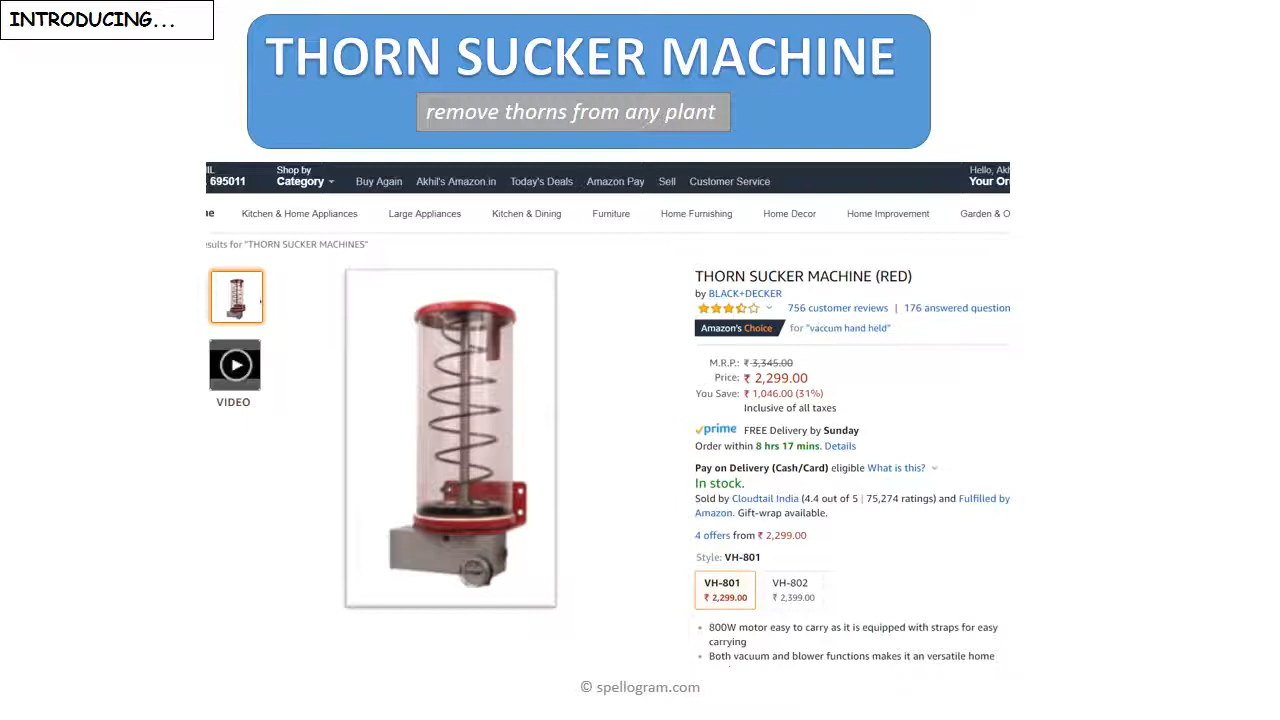 INTRODUCING...
THORN SUCKER MACHINE
remove thorns from any plant
Shop by
695011 Category Buy Again Akhil's Amazon.in Today's Deals Amazon Pay Sell Customer Service
Kitchen & Home Appliances Large Appliances Kitchen & Dining Furniture Home Furnishing Home Decor Home Improvement Garden & O
sults for "THORN SUCKER MACHINES"
VIDEO
THORN SUCKER MACHINE (RED)
by BLACK+DECKER
756 customer reviews | 176 answered question
Amazon's Choice for "vaccum hand held"
M.R.P.: ₹ 3,345.00
Price: ₹ 2,299.00
You Save: ₹ 1,046.00 (31%)
Inclusive of all taxes
prime FREE Delivery by Sunday
Order within 8 hrs 17 mins. Details
Pay on Delivery (Cash/Card) eligible What is this?
In stock.
Sold by Cloudtail India (4.4 out of 5 | 75,274 ratings) and Fulfilled by
Amazon. Gift-wrap available.
4 offers from ₹ 2,299.00
Style: VH-801
VH-801 VH-802
₹ 2,299.00 ₹ 2,399.00
• 800W motor easy to carry as it is equipped with straps for easy
carrying
• Both vacuum and blower functions makes it an versatile home
© spellogram.com